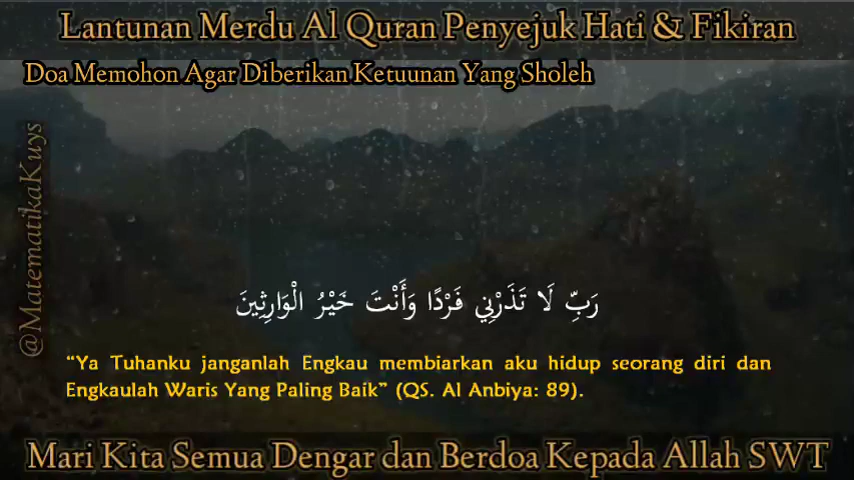 Lantunan Merdu Al Quran Penyejuk Hati & Fikiran
Doa Memohon Agar Diberikan Ketuunan Yang Sholeh
@MatematikaKuys
رَبِّ لَا تَذَرْنِي فَرْدًا وَأَنْتَ خَيْرُ الْوَارِثِينَ
“Ya Tuhanku janganlah Engkau membiarkan aku hidup seorang diri dan
Engkaulah Waris Yang Paling Baik” (QS. Al Anbiya: 89).
Mari Kita Semua Dengar dan Berdoa Kepada Allah SWT